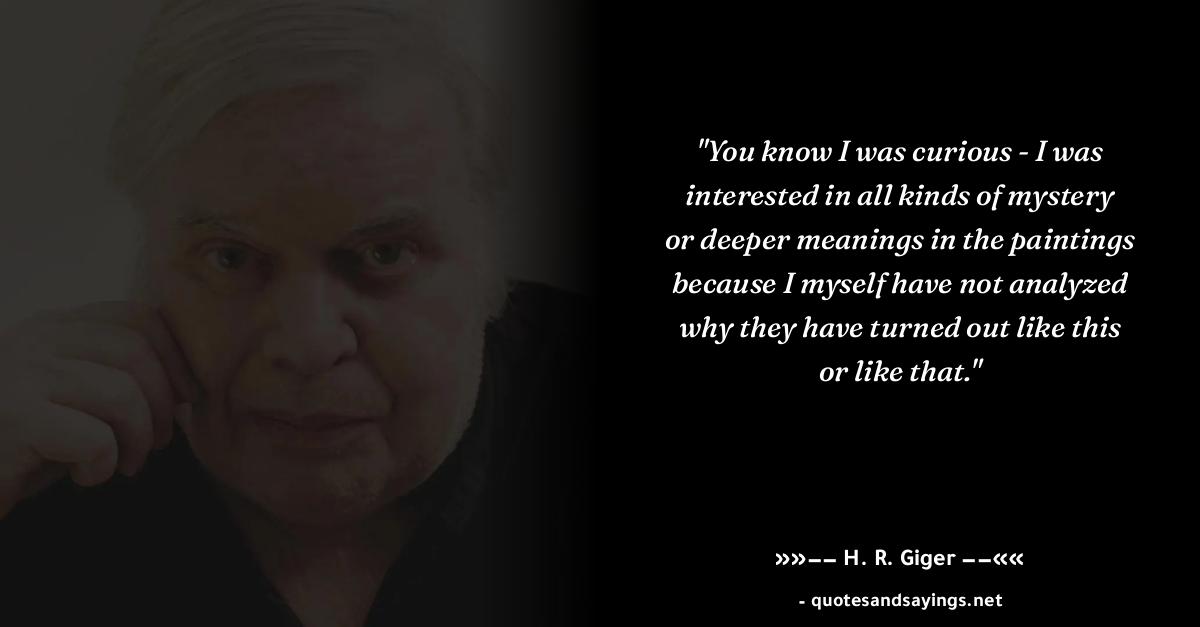 "You know I was curious - I was
interested in all kinds of mystery
or deeper meanings in the paintings
because I myself have not analyzed
why they have turned out like this
or like that."
»»–– H. R. Giger ––««
- quotesandsayings.net